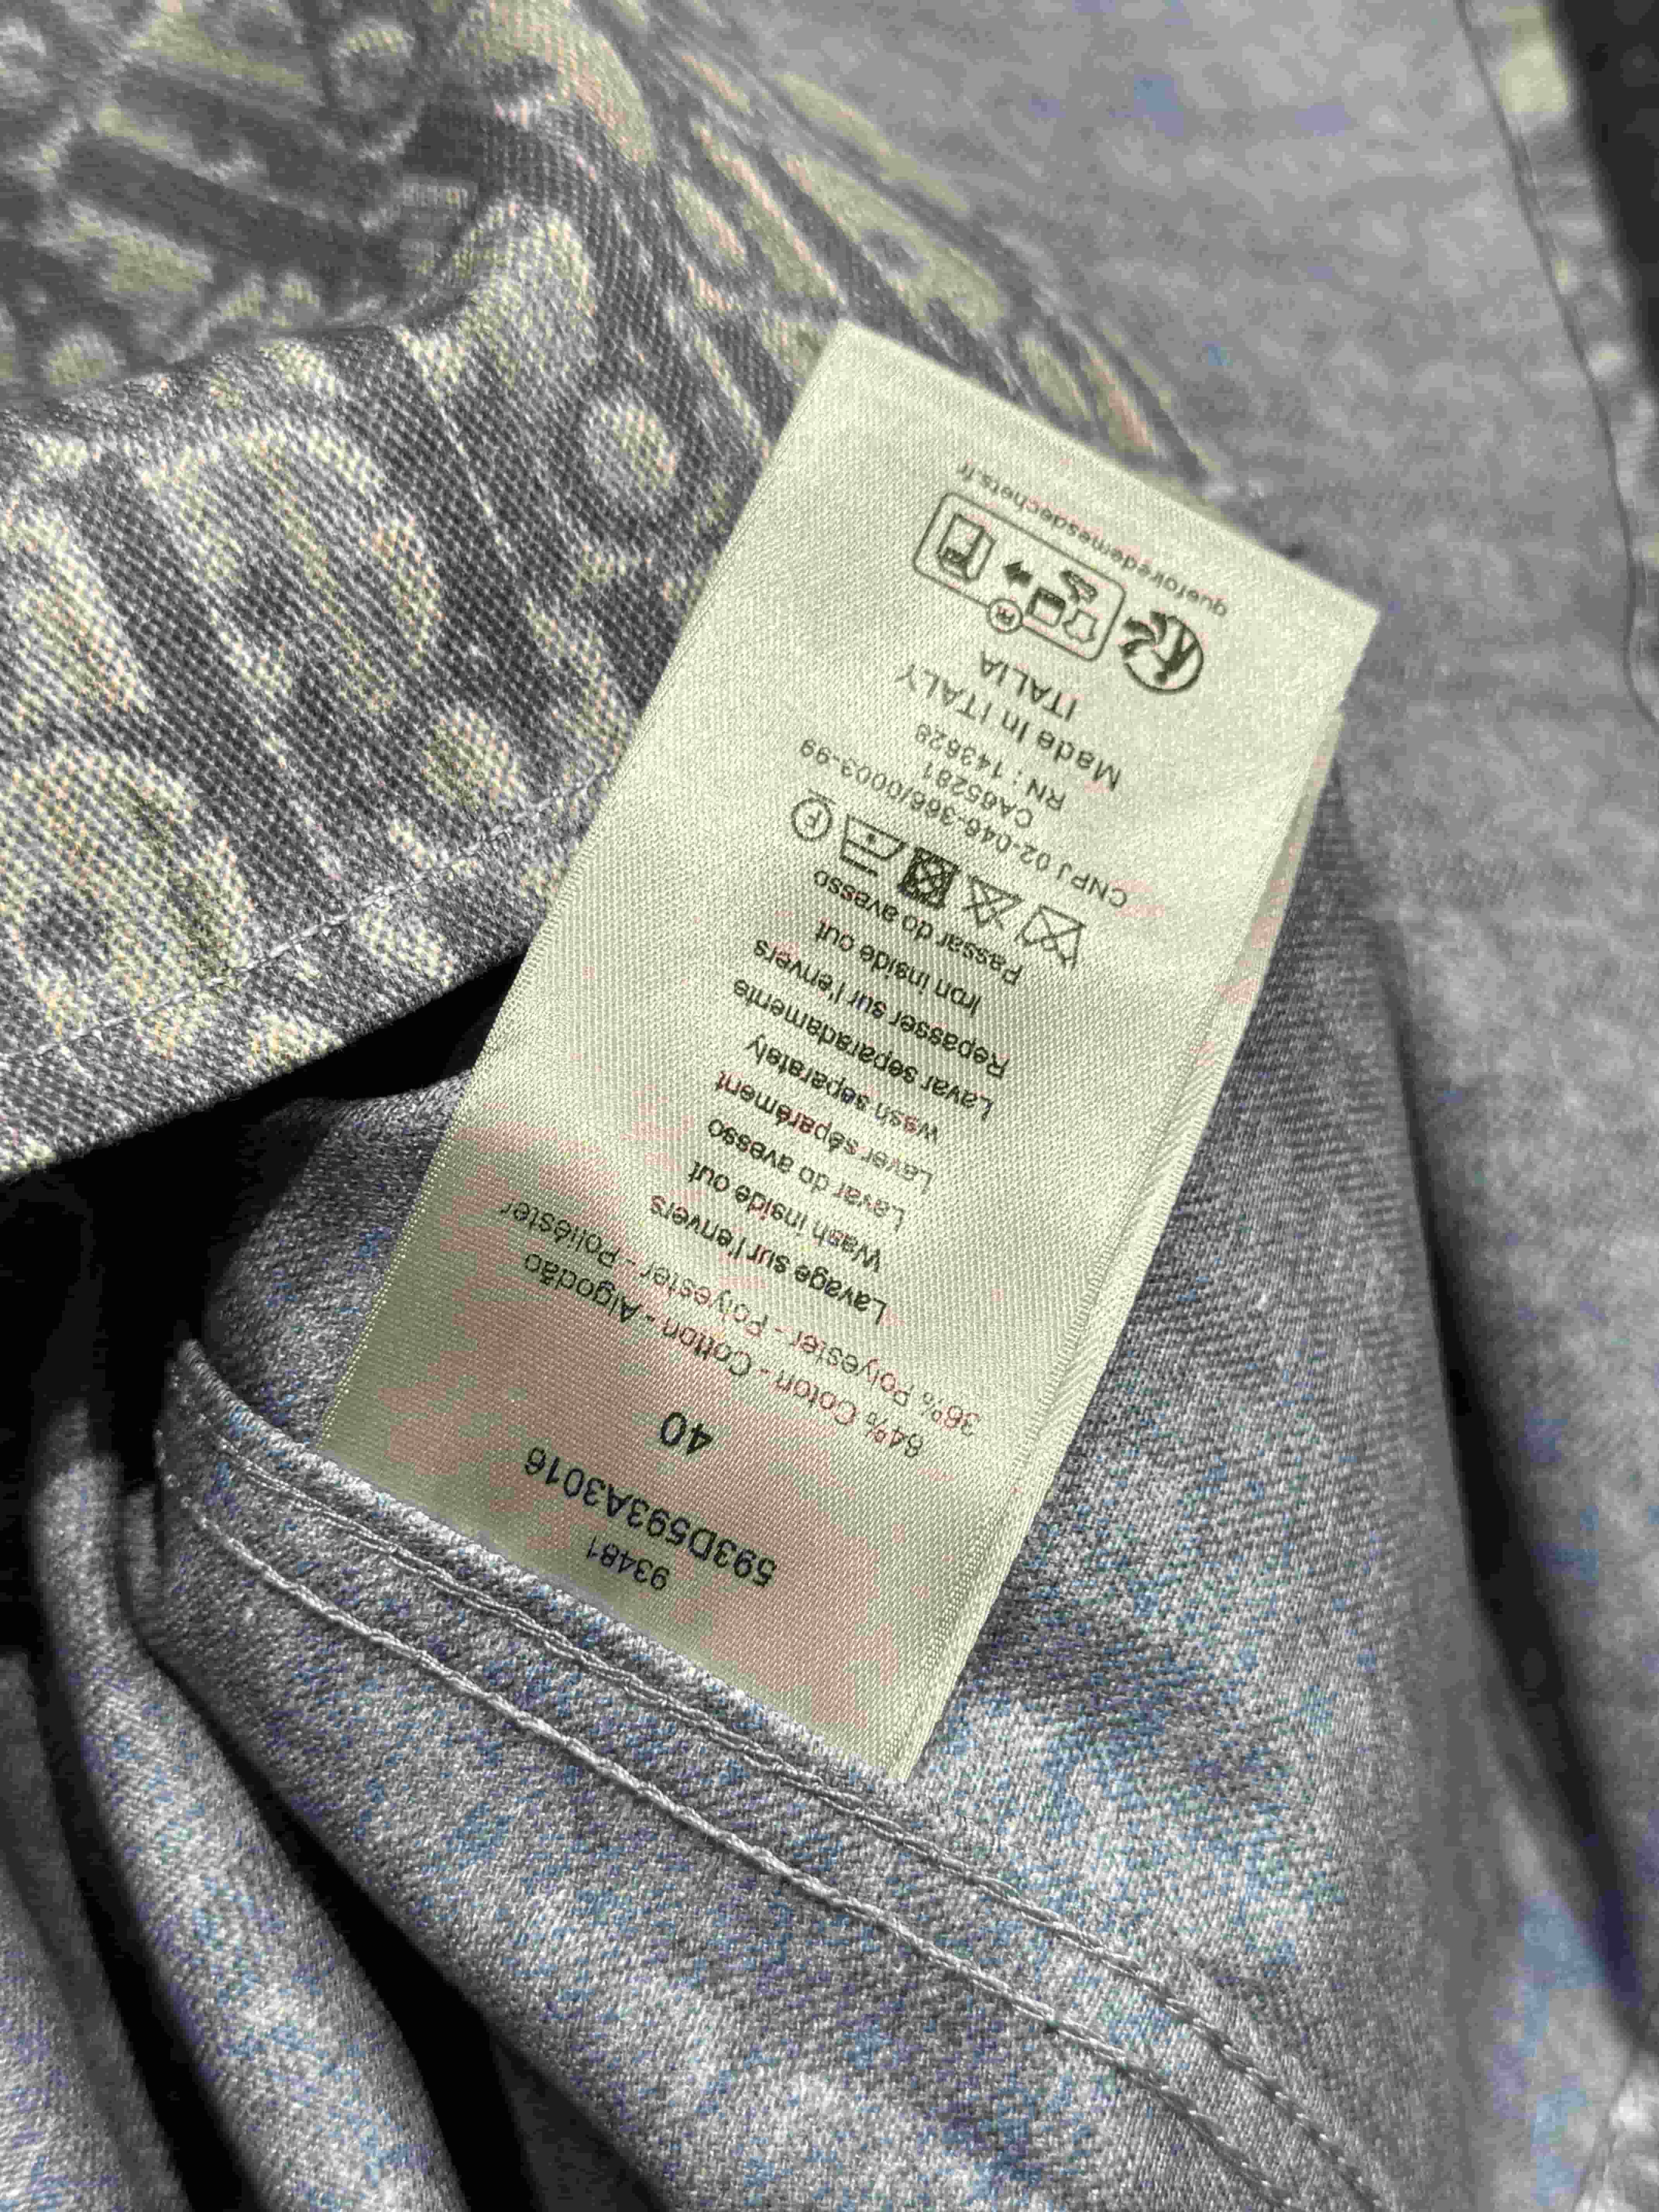 93481
593D593A3016
40
64% Coton - Cotton - Algodão
36% Polyester - Polyester - Poliéster
Lavage sur l'envers
Wash inside out
Lavar do avesso
Laver séparément
wash separately
Lavar separadamente
Repasser sur l'envers
Iron inside out
Passar do avesso
F
CNPJ 02-046-366/0003-99
CA65281
RN : 143628
Made in ITALY
ITALIA
FR
quefairedemesdechets.fr